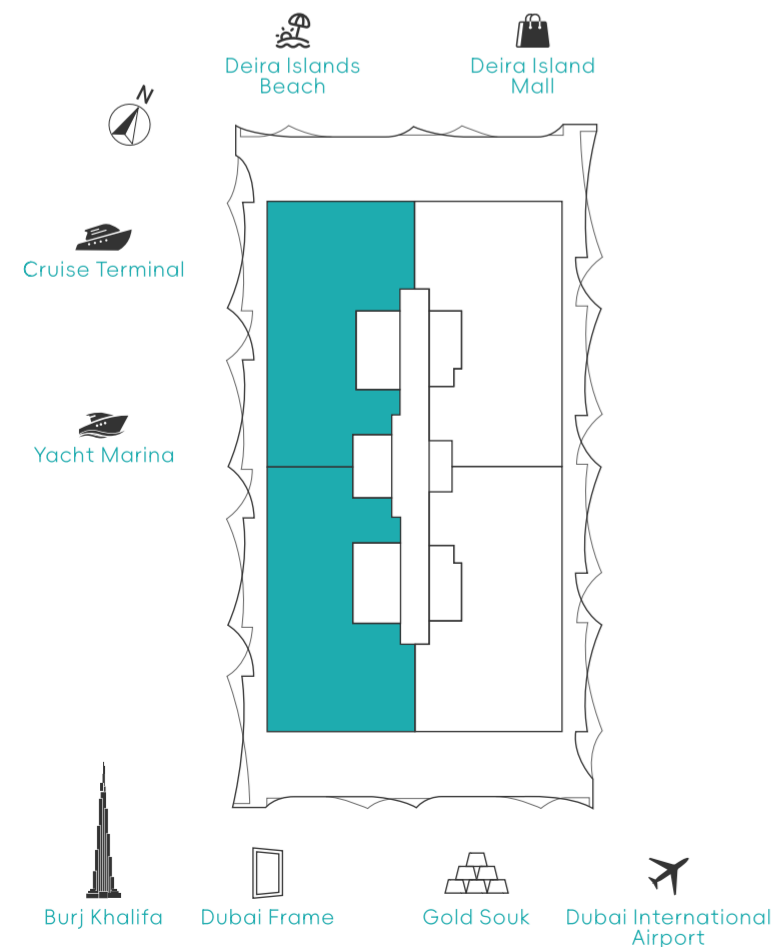 Deira Islands
Beach
Deira Island
Mall
N
Cruise Terminal
Yacht Marina
Burj Khalifa
Dubai Frame
Gold Souk
Dubai International
Airport